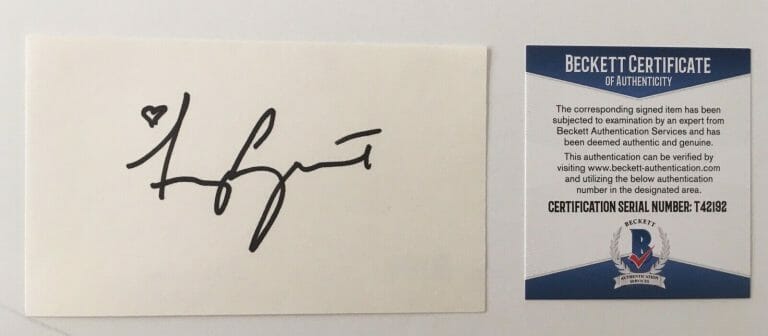 BECKETT CERTIFICATE
OF AUTHENTICITY
The corresponding signed item has been
subjected to examination by an expert from
Beckett Authentication Services and has
been deemed authentic and genuine.
This authentication can be verified by
visiting www.beckett-authentication.com
and utilizing the below authentication
number in the designated area.
CERTIFICATION SERIAL NUMBER: T42192
BECKETT
B
AUTHENTICATION
SERVICES